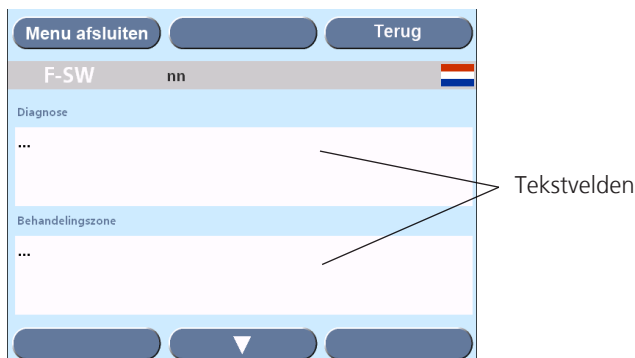 Menu afsluiten Terug
F-SW nn
Diagnose
...
Tekstvelden
Behandelingszone
...